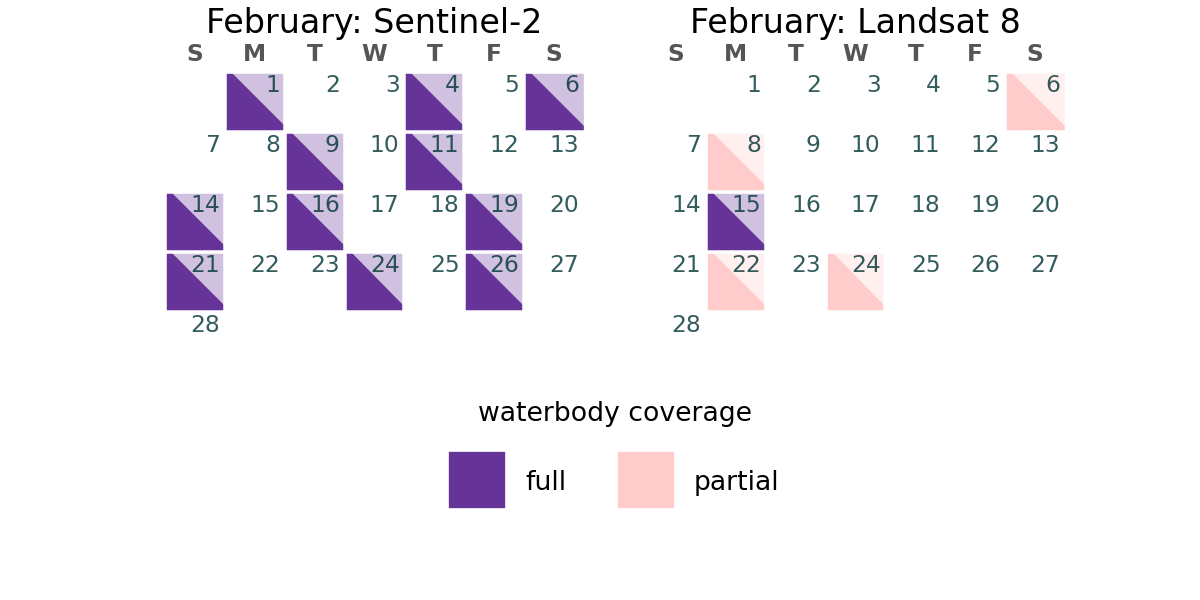 February: Sentinel-2
S M T W T F S
1 2 3 4 5 6
7 8 9 10 11 12 13
14 15 16 17 18 19 20
21 22 23 24 25 26 27
28
February: Landsat 8
S M T W T F S
1 2 3 4 5 6
7 8 9 10 11 12 13
14 15 16 17 18 19 20
21 22 23 24 25 26 27
28
waterbody coverage
full partial